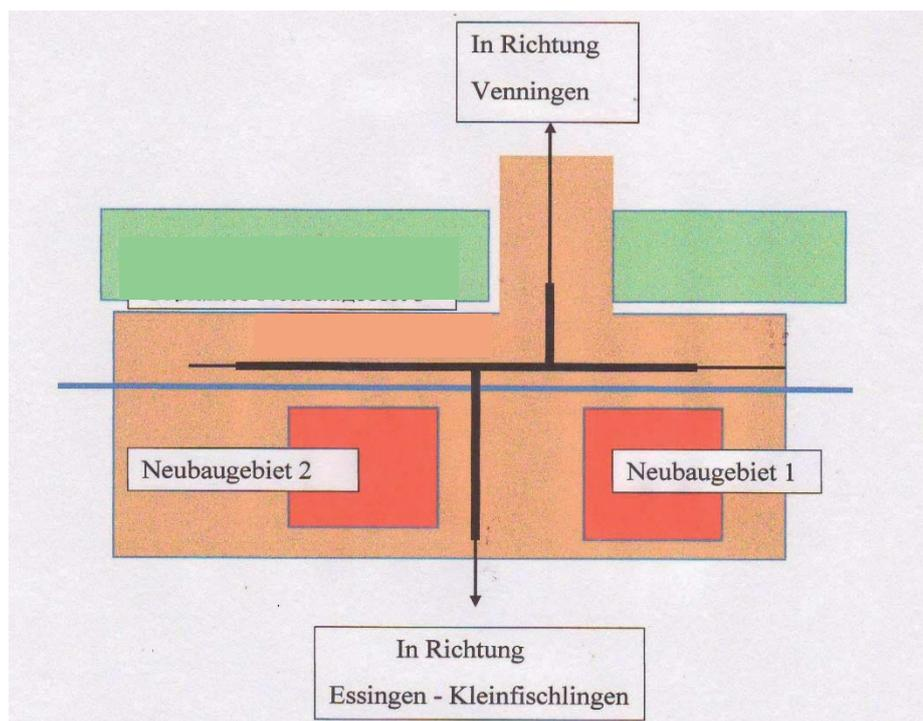 In Richtung
Venningen
Neubaugebiet 2
Neubaugebiet 1
In Richtung
Essingen - Kleinfischlingen